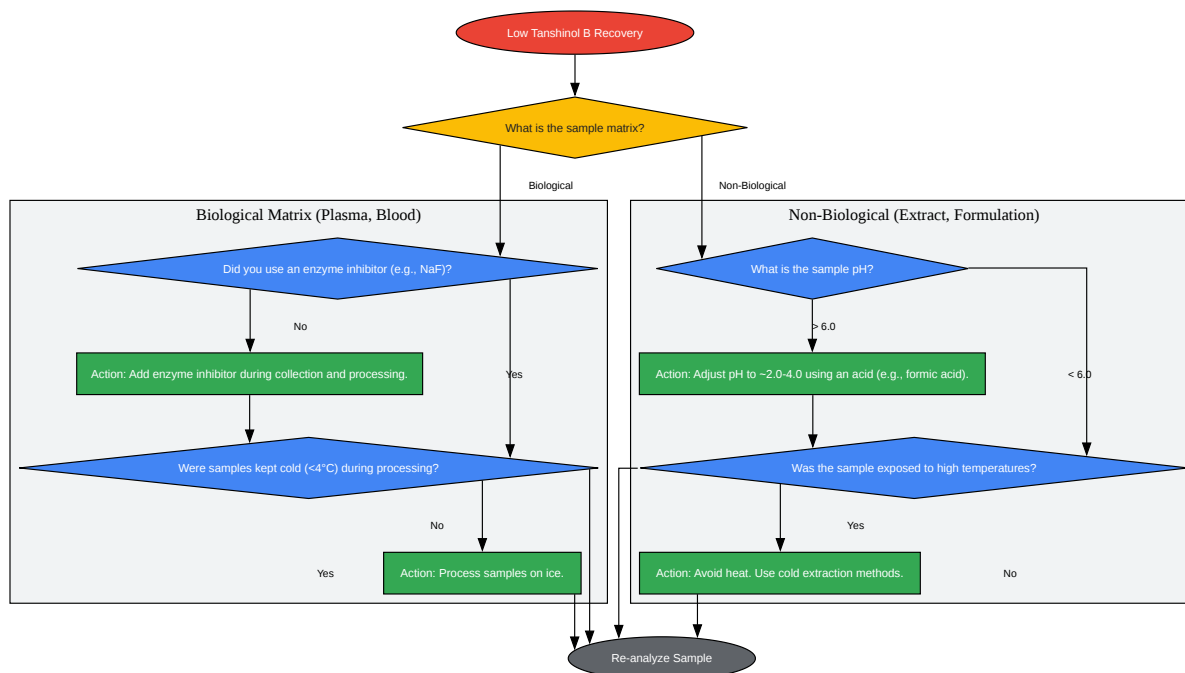 Low Tanshinol B Recovery
What is the sample matrix?
Biological
Non-Biological
Biological Matrix (Plasma, Blood)
Non-Biological (Extract, Formulation)
Did you use an enzyme inhibitor (e.g., NaF)?
What is the sample pH?
No
> 6.0
Action: Add enzyme inhibitor during collection and processing.
Yes
Action: Adjust pH to ~2.0-4.0 using an acid (e.g., formic acid).
< 6.0
Were samples kept cold (<4°C) during processing?
Was the sample exposed to high temperatures?
No
Yes
Yes
Action: Process samples on ice.
Action: Avoid heat. Use cold extraction methods.
No
Re-analyze Sample